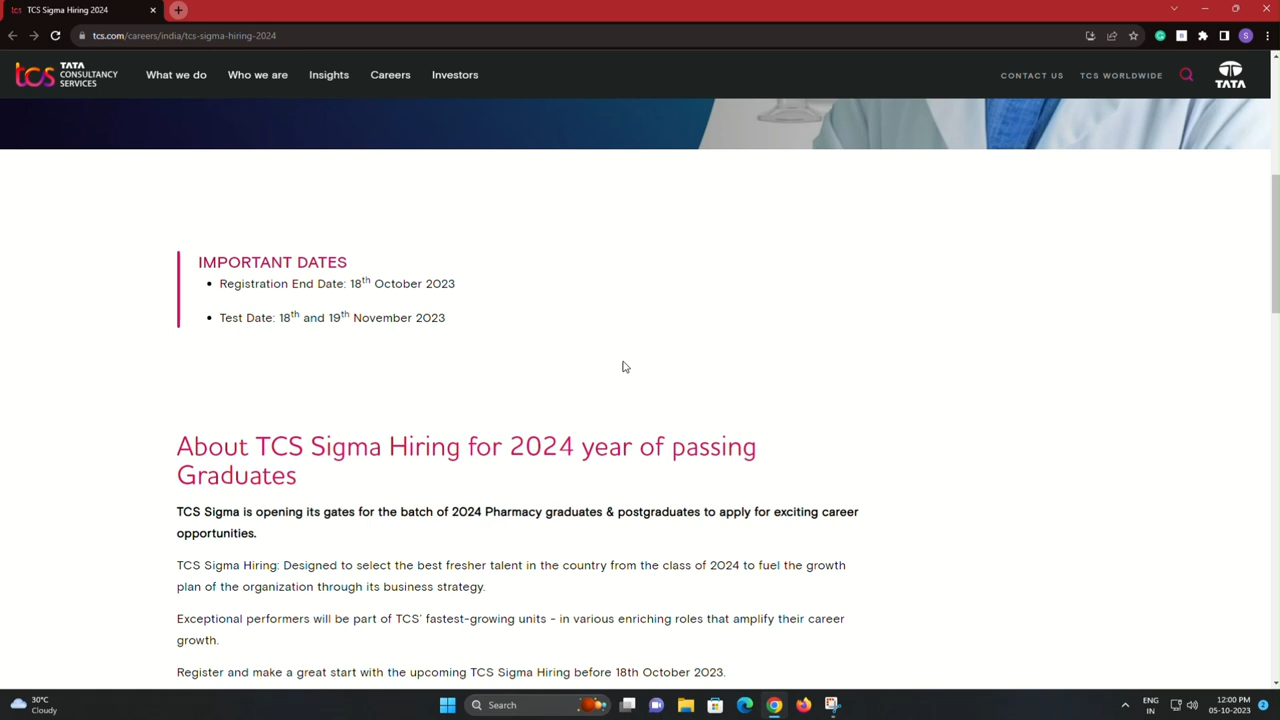 tcs TCS Sigma Hiring 2024
tcs.com/careers/india/tcs-sigma-hiring-2024
tcs TATA CONSULTANCY SERVICES
What we do Who we are Insights Careers Investors
CONTACT US TCS WORLDWIDE
TATA
IMPORTANT DATES
• Registration End Date: 18th October 2023
• Test Date: 18th and 19th November 2023
About TCS Sigma Hiring for 2024 year of passing
Graduates
TCS Sigma is opening its gates for the batch of 2024 Pharmacy graduates & postgraduates to apply for exciting career
opportunities.
TCS Sigma Hiring: Designed to select the best fresher talent in the country from the class of 2024 to fuel the growth
plan of the organization through its business strategy.
Exceptional performers will be part of TCS' fastest-growing units - in various enriching roles that amplify their career
growth.
Register and make a great start with the upcoming TCS Sigma Hiring before 18th October 2023.
30°C
Cloudy
Search
ENG
IN
12:00 PM
05-10-2023
2